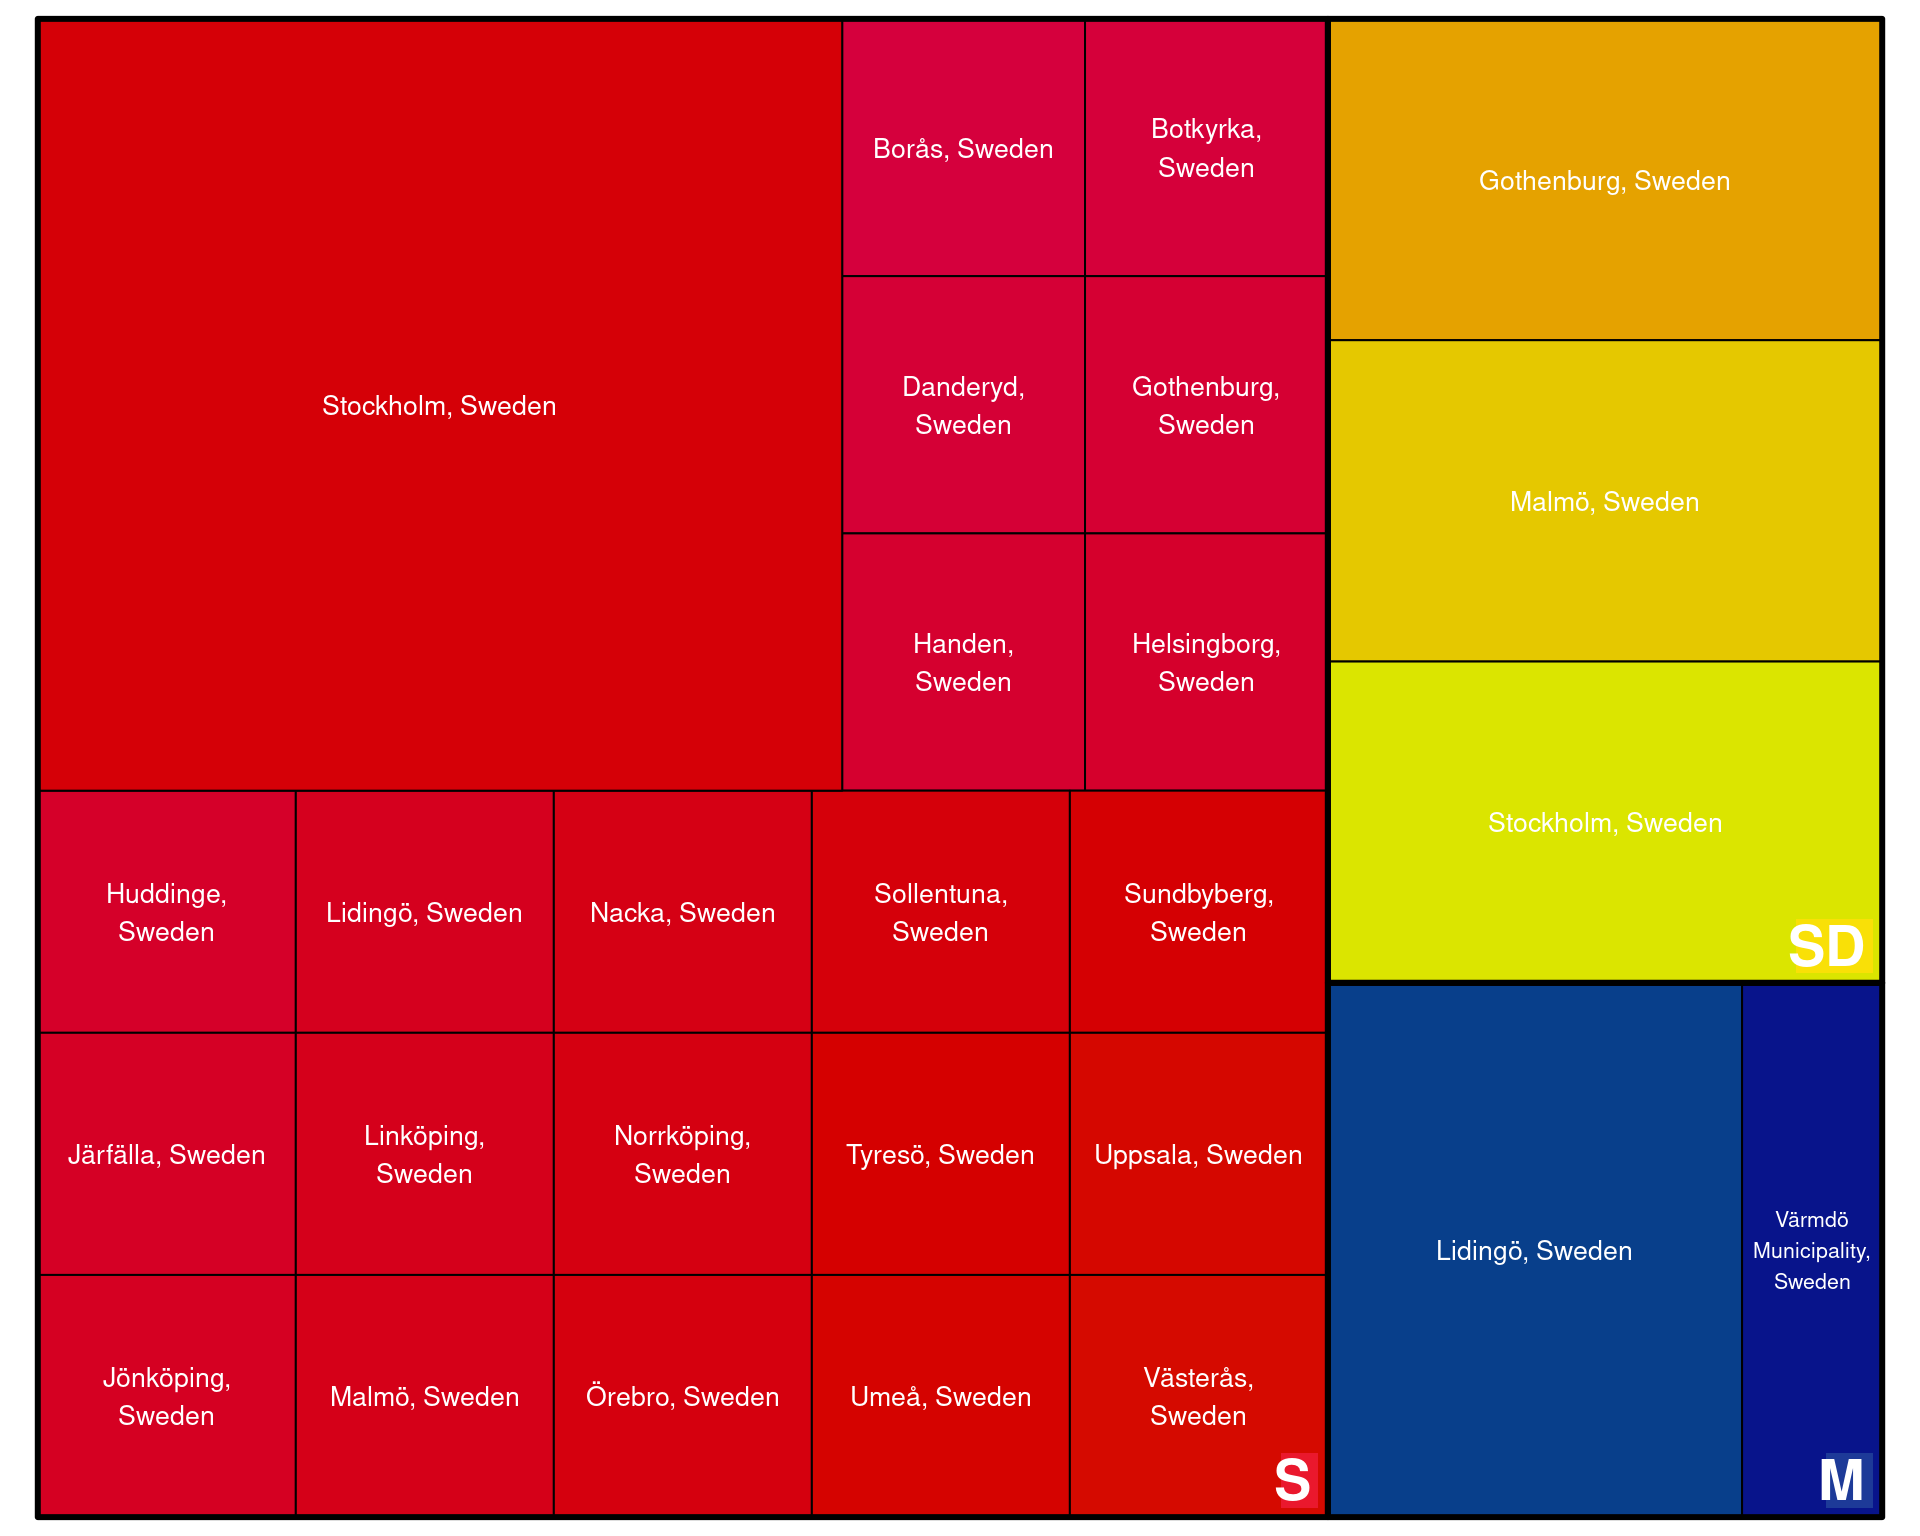 Stockholm, Sweden
Borås, Sweden
Botkyrka,
Sweden
Danderyd,
Sweden
Gothenburg,
Sweden
Handen,
Sweden
Helsingborg,
Sweden
Huddinge,
Sweden
Lidingö, Sweden
Nacka, Sweden
Sollentuna,
Sweden
Sundbyberg,
Sweden
Järfälla, Sweden
Linköping,
Sweden
Norrköping,
Sweden
Tyresö, Sweden
Uppsala, Sweden
Jönköping,
Sweden
Malmö, Sweden
Örebro, Sweden
Umeå, Sweden
Västerås,
Sweden
S
Gothenburg, Sweden
Malmö, Sweden
Stockholm, Sweden
SD
Lidingö, Sweden
Värmdö
Municipality,
Sweden
M